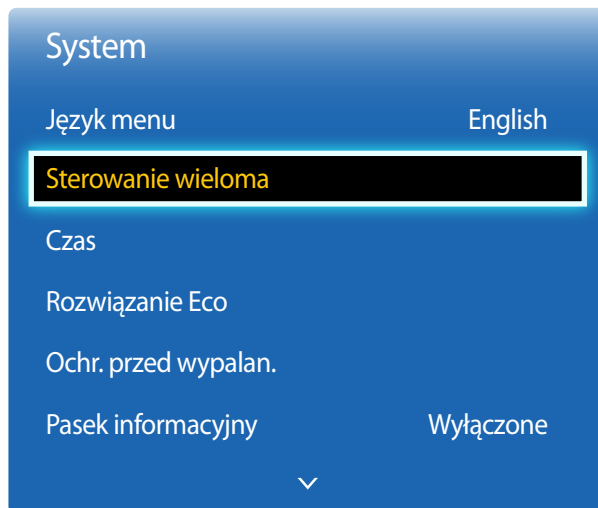 System
Język menu English
Sterowanie wieloma
Czas
Rozwiązanie Eco
Ochr. przed wypalan.
Pasek informacyjny Wyłączone